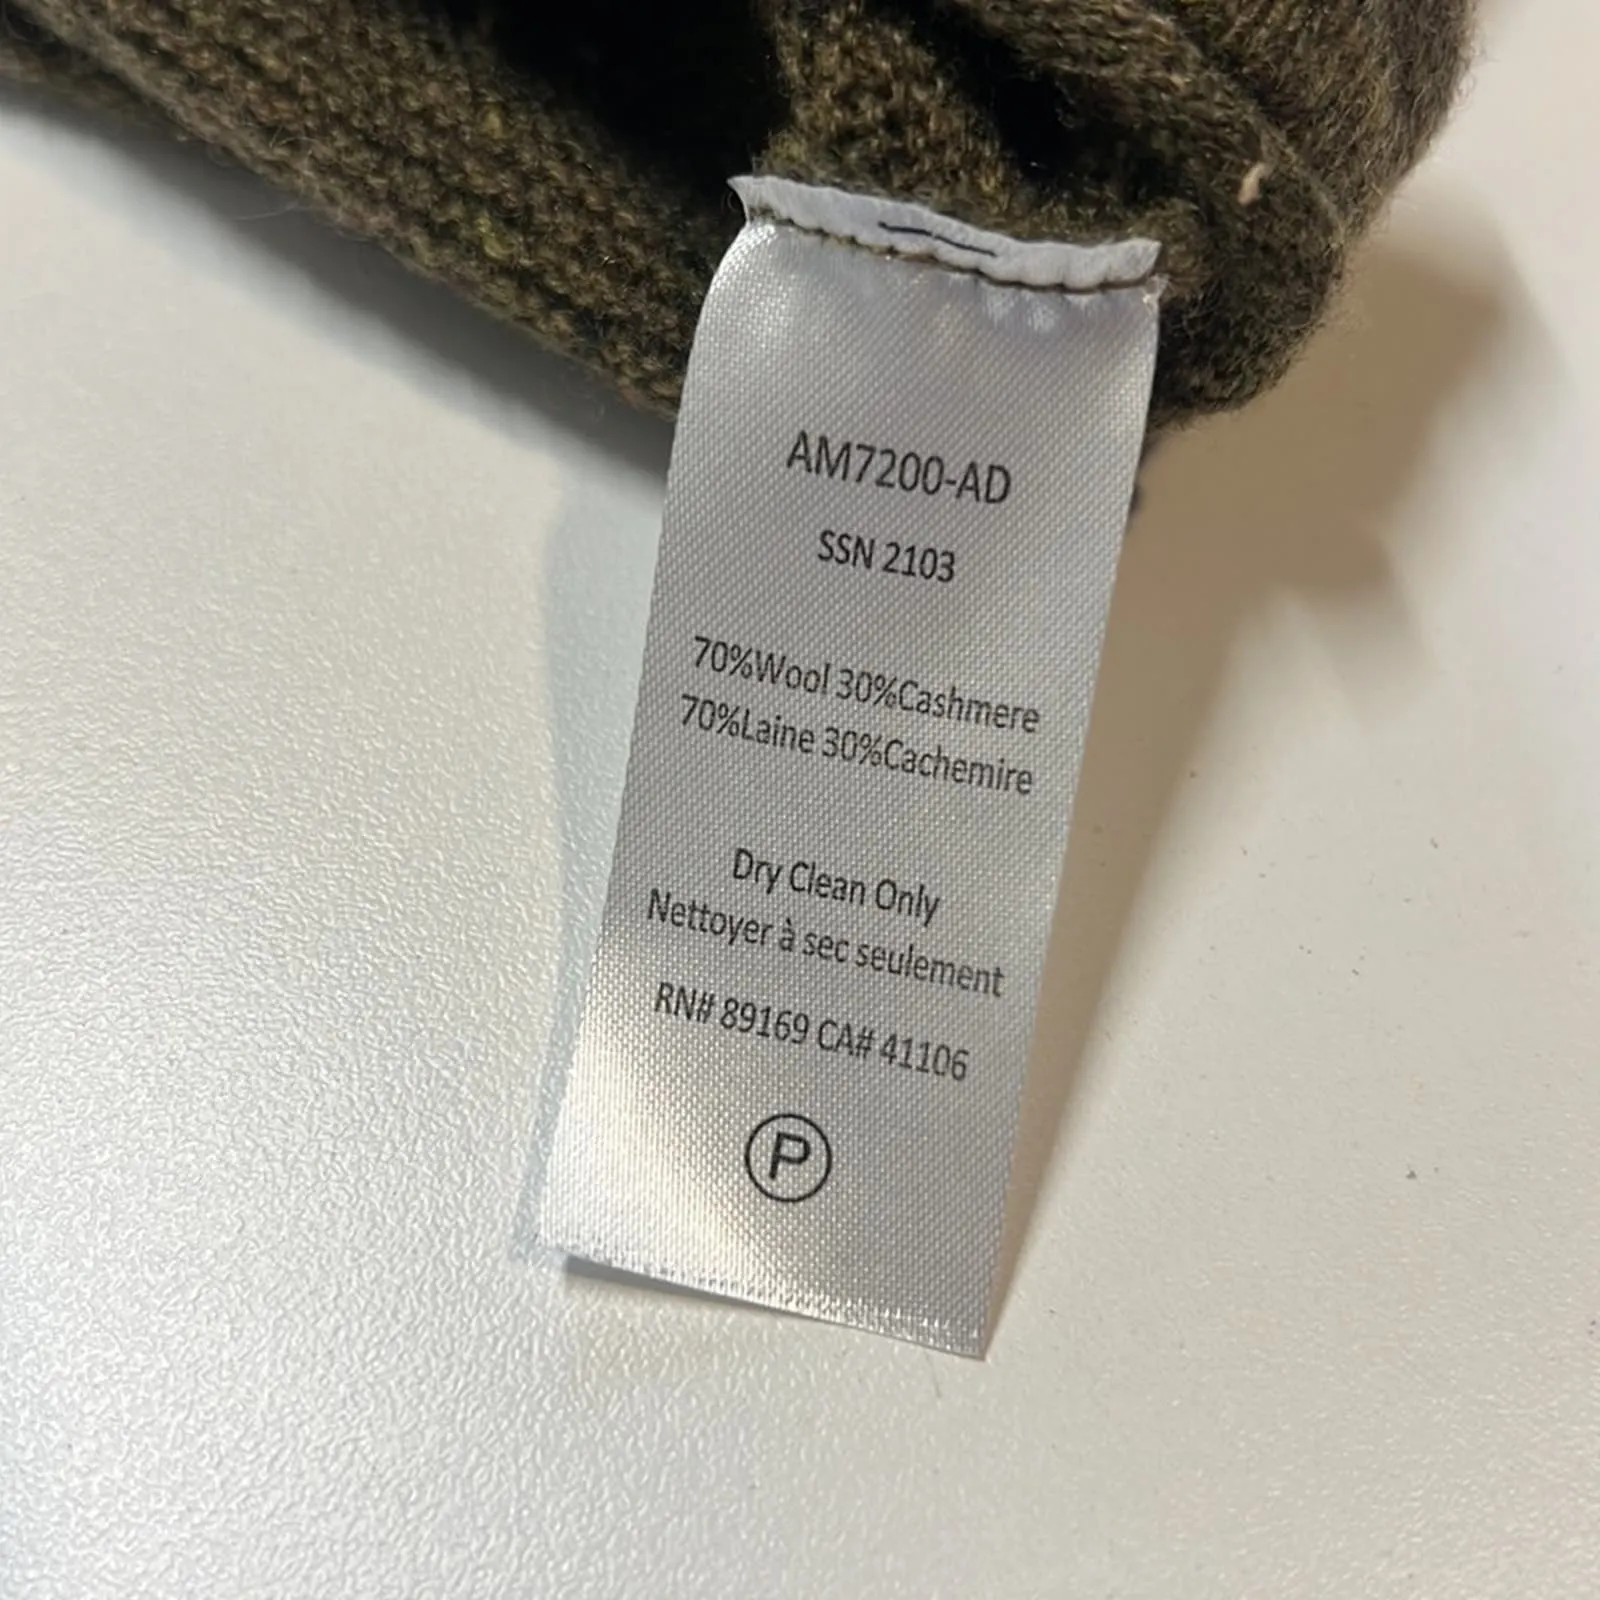 AM7200-AD
SSN 2103
70%Wool 30%Cashmere
70%Laine 30%Cachemire
Dry Clean Only
Nettoyer à sec seulement
RN# 89169 CA# 41106
P